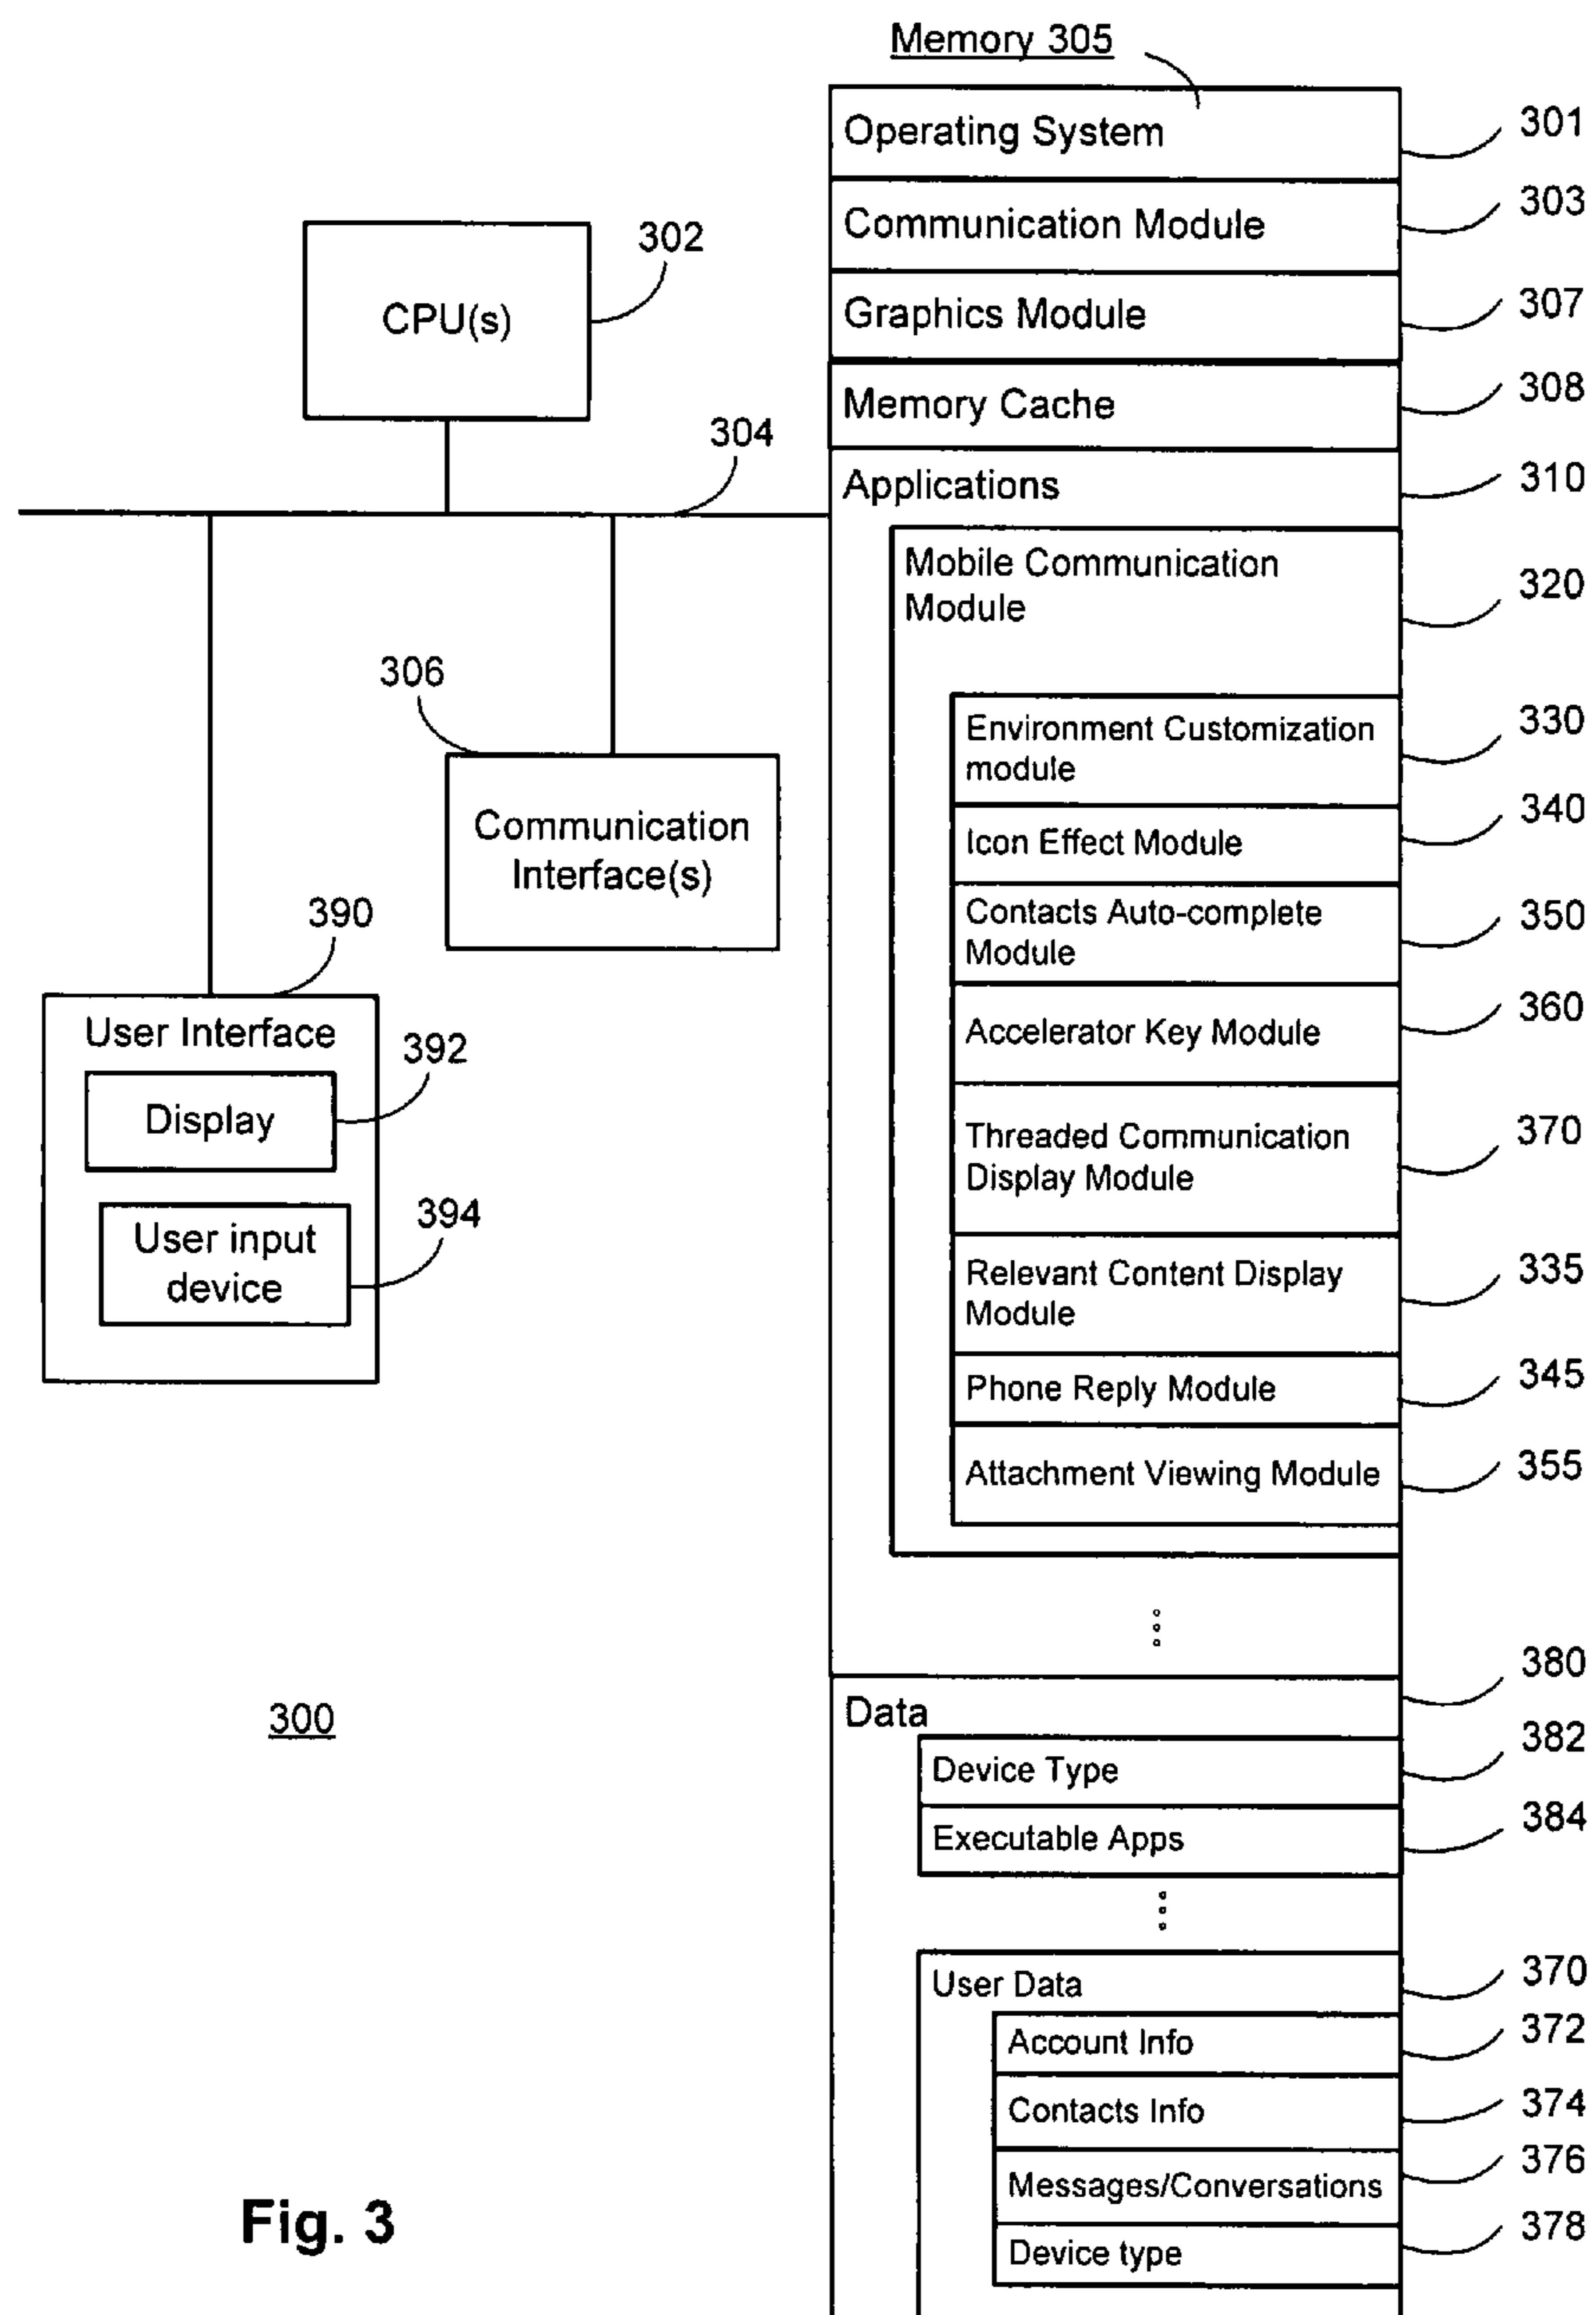 Memory 305
Operating System
301
Communication Module
303
CPU(s)
302
Graphics Module
307
Memory Cache
308
304
Applications
310
Mobile Communication
Module
320
306
Communication
Interface(s)
Environment Customization
module
330
Icon Effect Module
340
Contacts Auto-complete
Module
350
390
User Interface
Accelerator Key Module
360
392
Display
Threaded Communication
Display Module
370
394
User input
device
Relevant Content Display
Module
335
Phone Reply Module
345
Attachment Viewing Module
355
380
Data
300
Device Type
382
Executable Apps
384
User Data
370
Account Info
372
Contacts Info
374
Messages/Conversations
376
Device type
378
Fig. 3